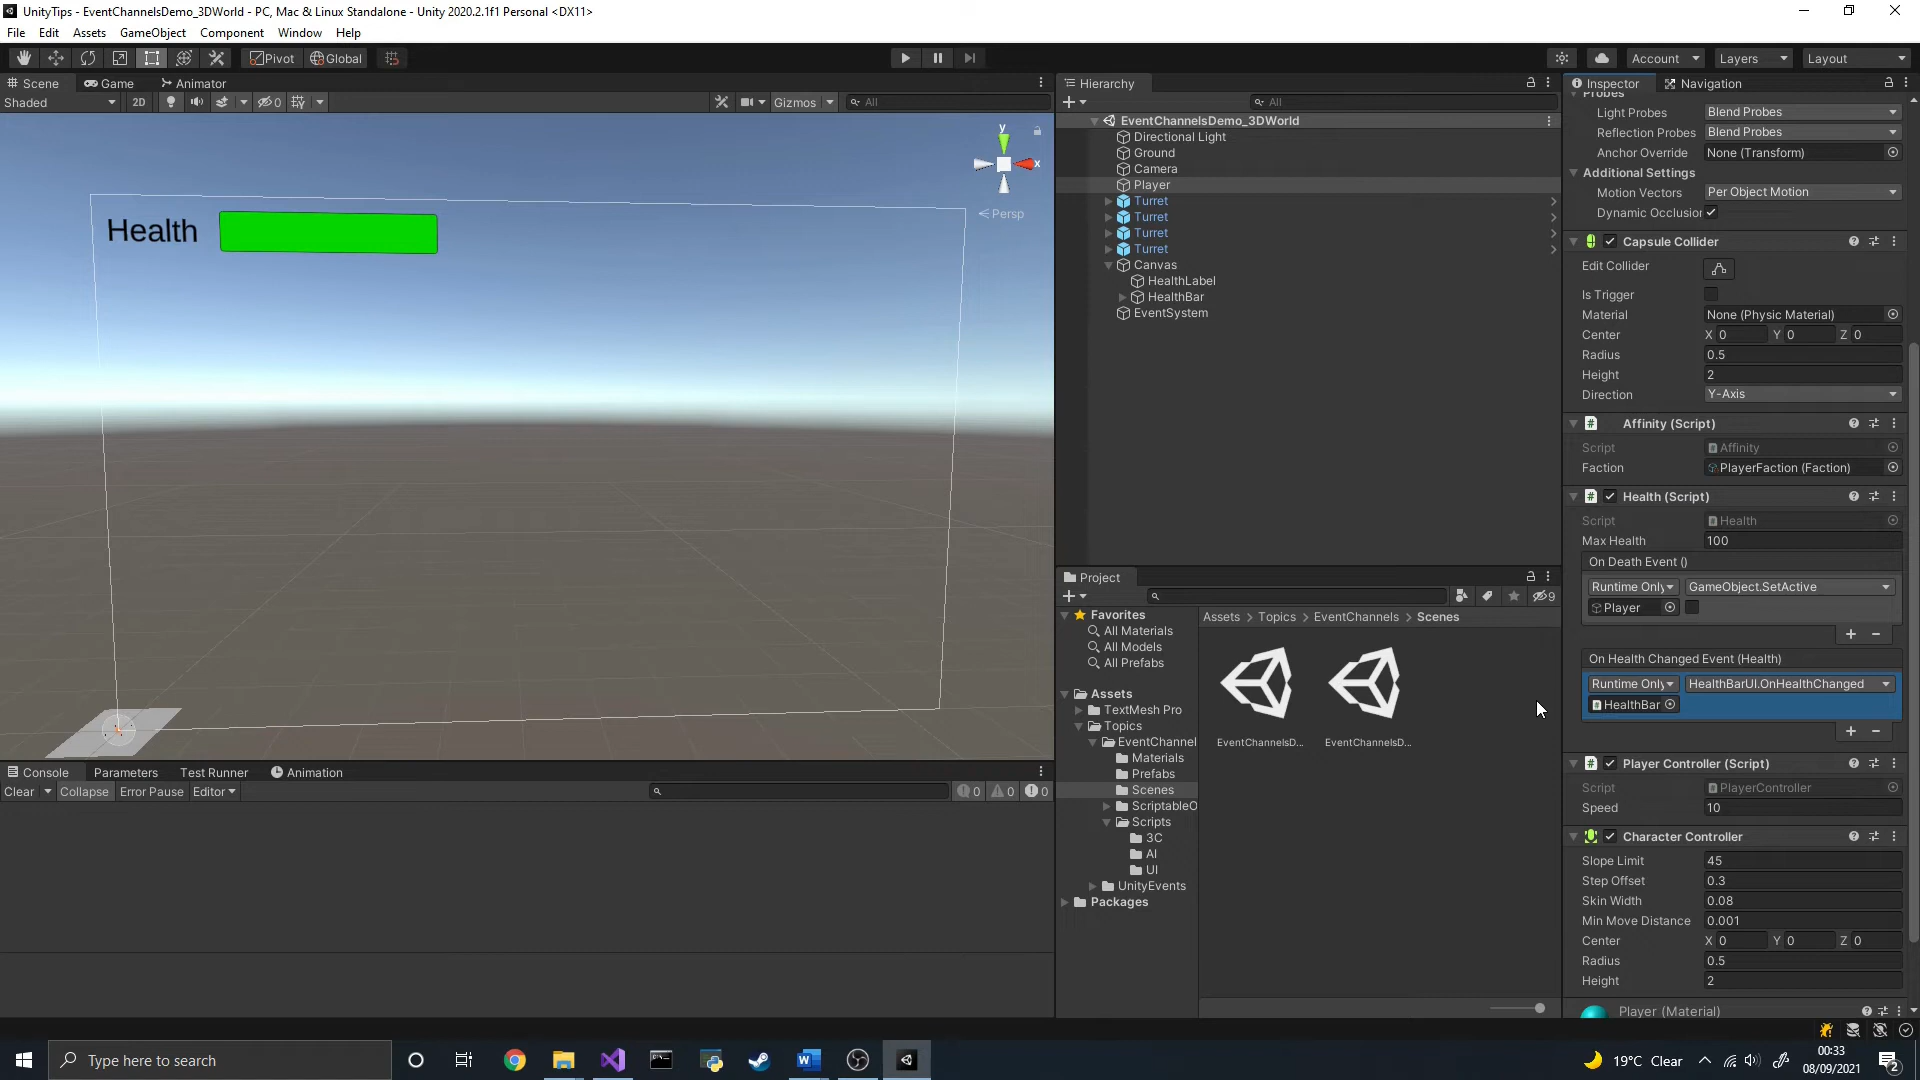 UnityTips - EventChannelsDemo_3DWorld - PC, Mac & Linux Standalone - Unity 2020.2.1f1 Personal <DX11>
File Edit Assets GameObject Component Window Help
Pivot Global Account Layers Layout
Scene Game Animator
Shaded 2D Gizmos All
y
x
Persp
Health
Hierarchy
All
EventChannelsDemo_3DWorld
Directional Light
Ground
Camera
Player
Turret
Turret
Turret
Turret
Canvas
HealthLabel
HealthBar
EventSystem
Project
9
Favorites
All Materials
All Models
All Prefabs
Assets
TextMesh Pro
Topics
EventChannel
Materials
Prefabs
Scenes
ScriptableO
Scripts
3C
AI
UI
UnityEvents
Packages
Assets > Topics > EventChannels > Scenes
EventChannelsD... EventChannelsD...
Console Parameters Test Runner Animation
Clear Collapse Error Pause Editor 0 0 0
Inspector Navigation
Probes
Light Probes Blend Probes
Reflection Probes Blend Probes
Anchor Override None (Transform)
Additional Settings
Motion Vectors Per Object Motion
Dynamic Occlusion
Capsule Collider
Edit Collider
Is Trigger
Material None (Physic Material)
Center X 0 Y 0 Z 0
Radius 0.5
Height 2
Direction Y-Axis
Affinity (Script)
Script Affinity
Faction PlayerFaction (Faction)
Health (Script)
Script Health
Max Health 100
On Death Event ()
Runtime Only GameObject.SetActive
Player
On Health Changed Event (Health)
Runtime Only HealthBarUI.OnHealthChanged
HealthBar
Player Controller (Script)
Script PlayerController
Speed 10
Character Controller
Slope Limit 45
Step Offset 0.3
Skin Width 0.08
Min Move Distance 0.001
Center X 0 Y 0 Z 0
Radius 0.5
Height 2
Player (Material)
Type here to search
19°C Clear
00:33
08/09/2021
2